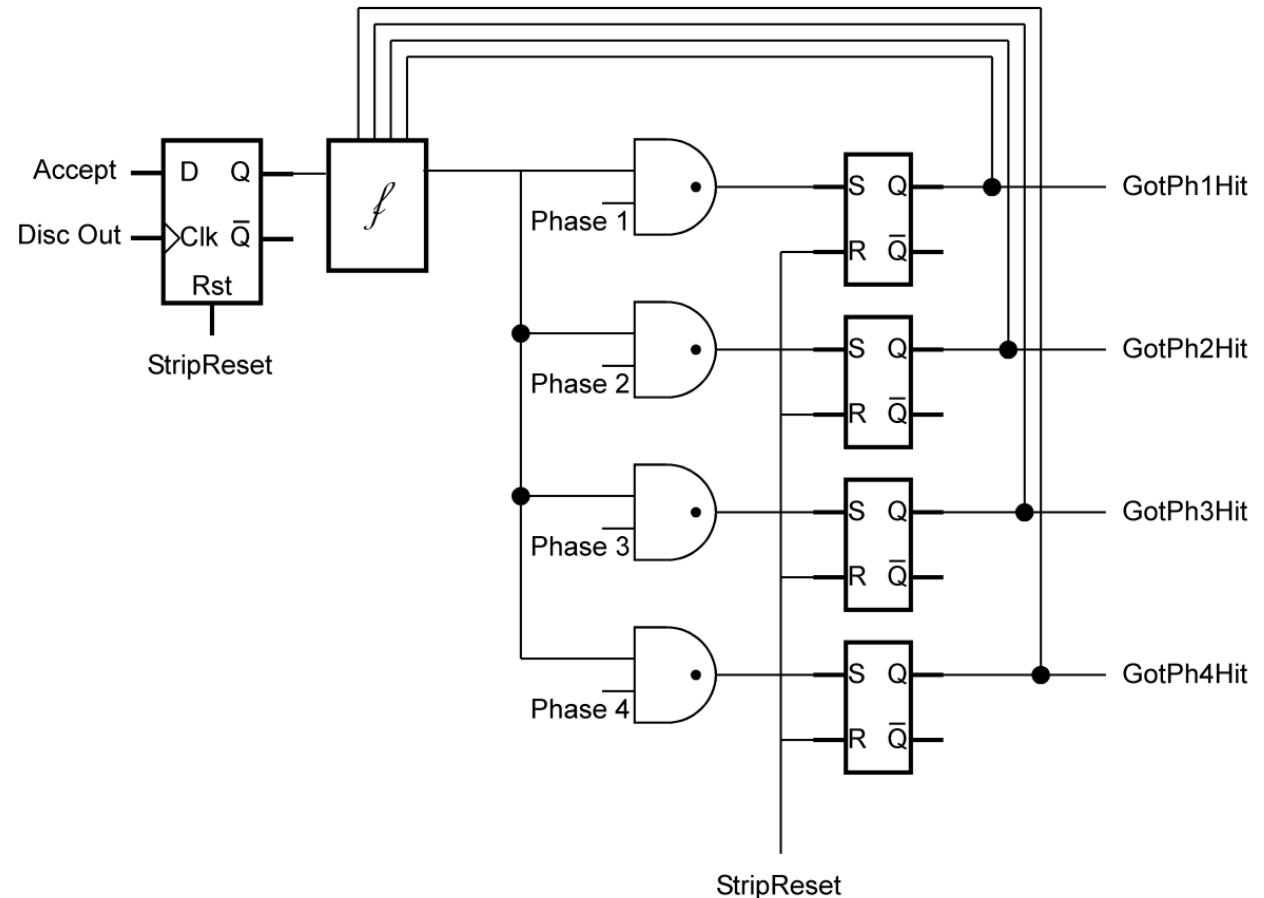 Accept
D Q
Disc Out
Clk Q̅
Rst
StripReset
f
Phase 1
S Q
R Q̅
GotPh1Hit
Phase 2
S Q
R Q̅
GotPh2Hit
Phase 3
S Q
R Q̅
GotPh3Hit
Phase 4
S Q
R Q̅
GotPh4Hit
StripReset